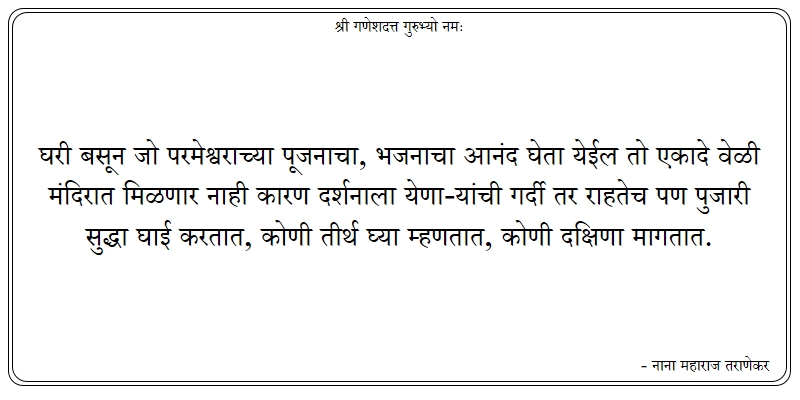 श्री गणेशदत्त गुरुभ्यो नमः
घरी बसून जो परमेश्वराच्या पूजनाचा, भजनाचा आनंद घेता येईल तो एकादे वेळी
मंदिरात मिळणार नाही कारण दर्शनाला येणा-यांची गर्दी तर राहतेच पण पुजारी
सुद्धा घाई करतात, कोणी तीर्थ घ्या म्हणतात, कोणी दक्षिणा मागतात.
- नाना महाराज तराणेकर